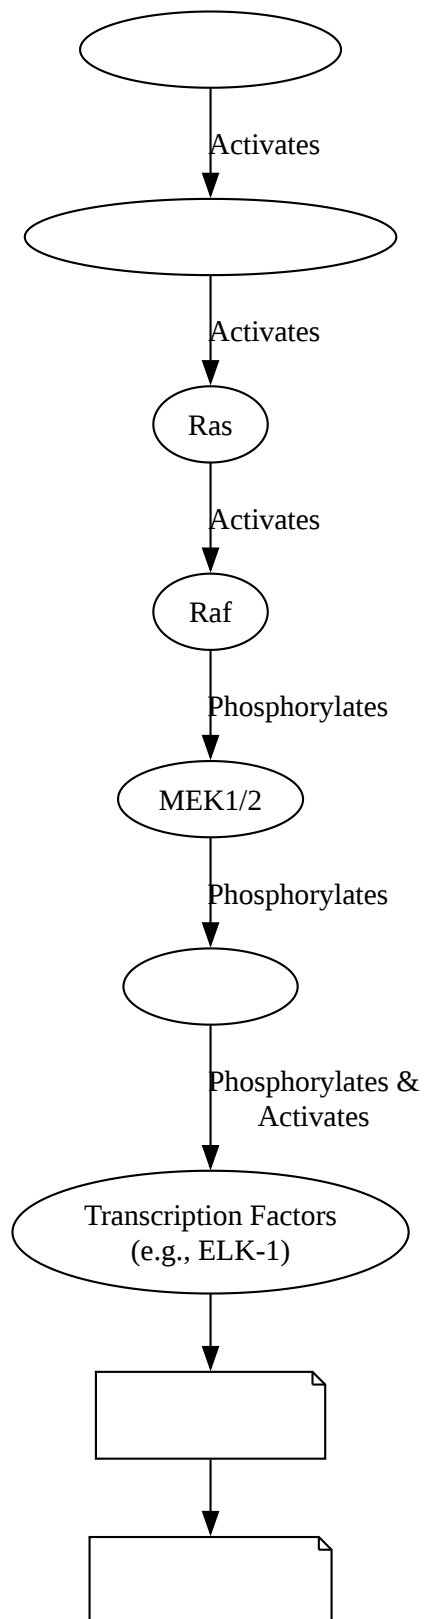 Activates
Activates
Ras
Activates
Raf
Phosphorylates
MEK1/2
Phosphorylates
Phosphorylates &
Activates
Transcription Factors
(e.g., ELK-1)